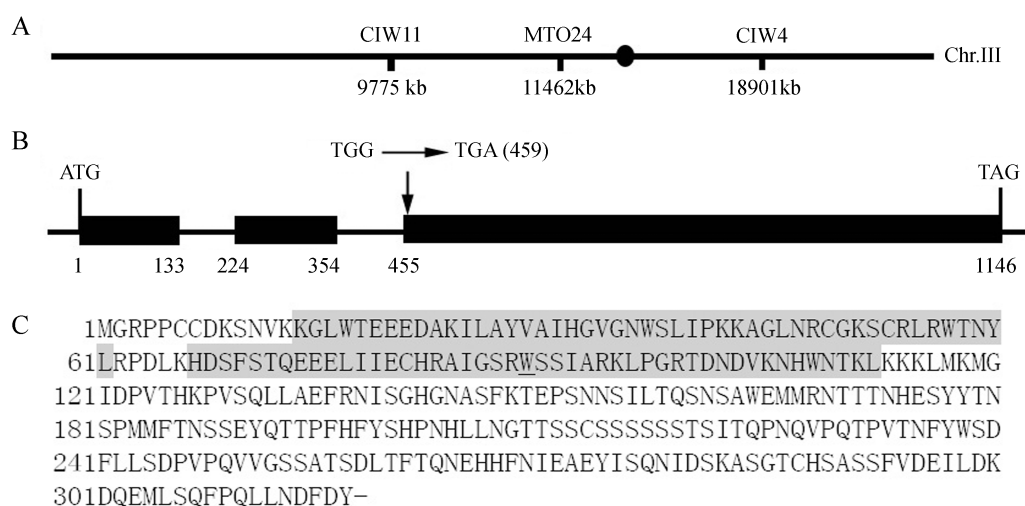 A
CIW11 MTO24 CIW4
Chr.III
9775 kb 11462kb 18901kb
B
TGG TGA (459)
ATG TAG
1 133 224 354 455 1146
C
1MGRPPCCDKSNVKKGLWTEEEDAKILAYVAIHGVGNWSLIPKKAGLNRCGKSCRLRWTNY
61LRPDLKHDSFSTQEEELIIECHRAIGSRWSSIARKLPGRTDNDVKNHWNTKLKKKLMKMG
121IDPVTHKPVSQLLAEFRNISGHGNASFKTEPSNNSILTQSNSAWEMMRNTTTNHESYYTN
181SPMMFTNSSEYQTTPFHFYSHPNHLLNGTTSSCSSSSSSTSITQPNQVPQTPVTNFYWSD
241FLLSDPVPQVVGSSATSDLTFTQNEHHFNIEAEYISQNIDSKASGTCHSASSFVDEILDK
301DQEMLSQFPQLLNDFDY-